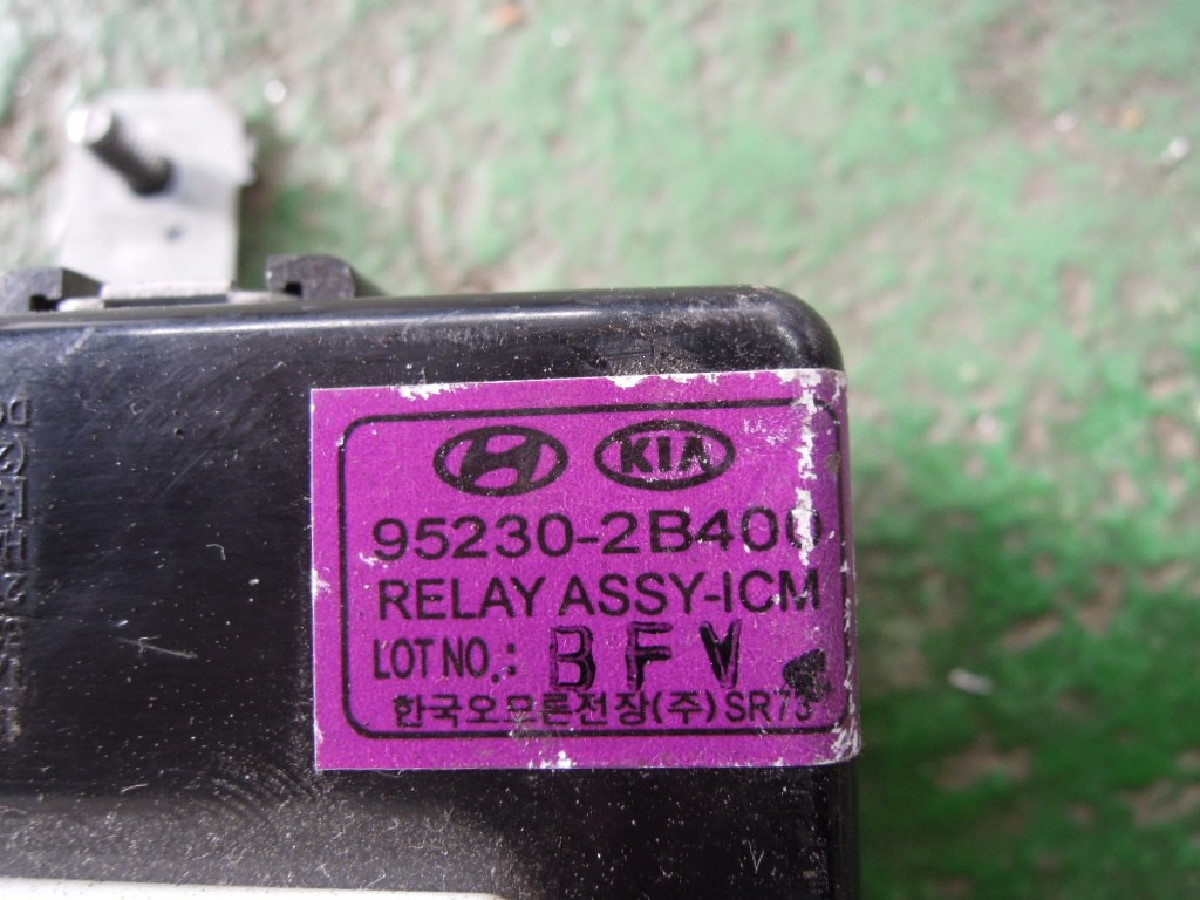 KIA
95230-2B400
RELAY ASSY-ICM
LOT NO.: BFV
한국오므론전장(주) SR73